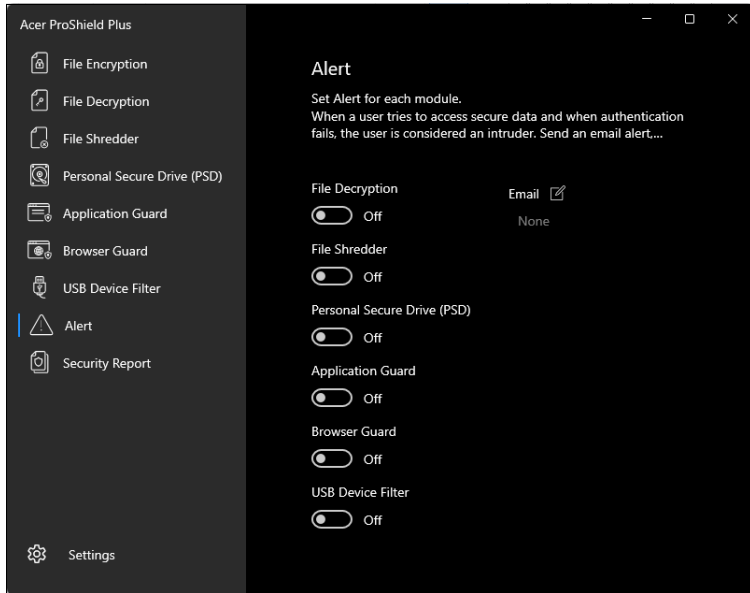 Acer ProShield Plus
File Encryption
File Decryption
File Shredder
Personal Secure Drive (PSD)
Application Guard
Browser Guard
USB Device Filter
Alert
Security Report
Settings
Alert
Set Alert for each module.
When a user tries to access secure data and when authentication
fails, the user is considered an intruder. Send an email alert,...
File Decryption
Off
Email
None
File Shredder
Off
Personal Secure Drive (PSD)
Off
Application Guard
Off
Browser Guard
Off
USB Device Filter
Off